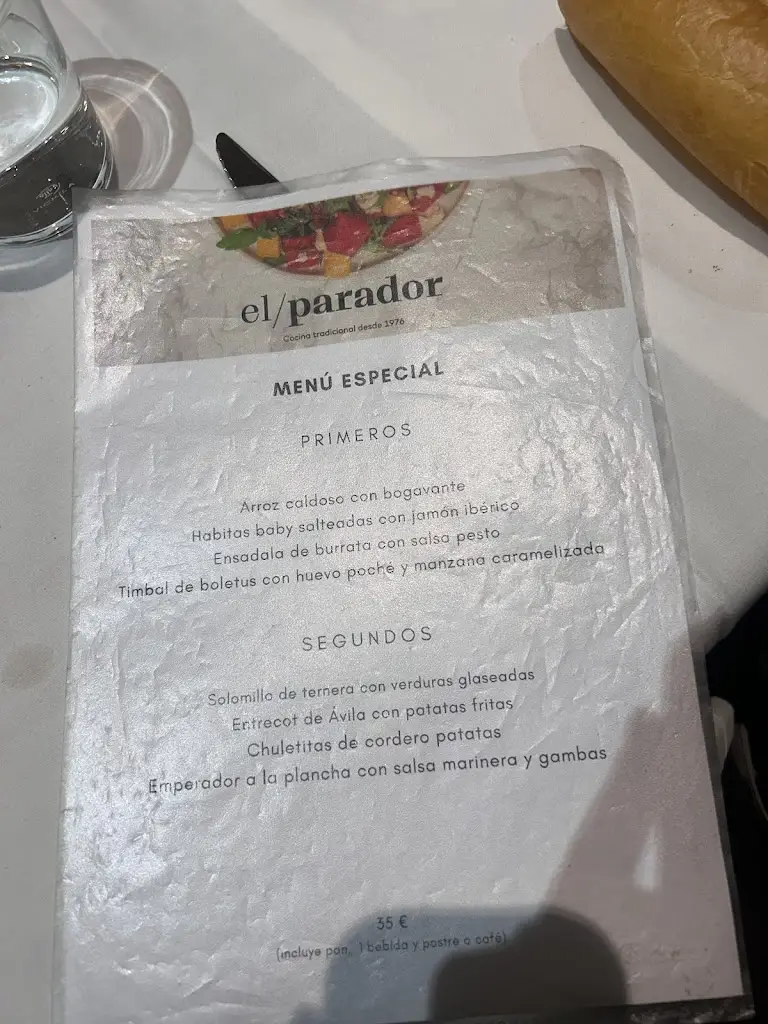 el/parador
Cocina tradicional desde 1976
MENÚ ESPECIAL
PRIMEROS
Arroz caldoso con bogavante
Habitas baby salteadas con jamón ibérico
Ensadala de burrata con salsa pesto
Timbal de boletus con huevo poché y manzana caramelizada
SEGUNDOS
Solomillo de ternera con verduras glaseadas
Entrecot de Ávila con patatas fritas
Chuletitas de cordero patatas
Emperador a la plancha con salsa marinera y gambas
35 €
(incluye pan, 1 bebida y postre o café)